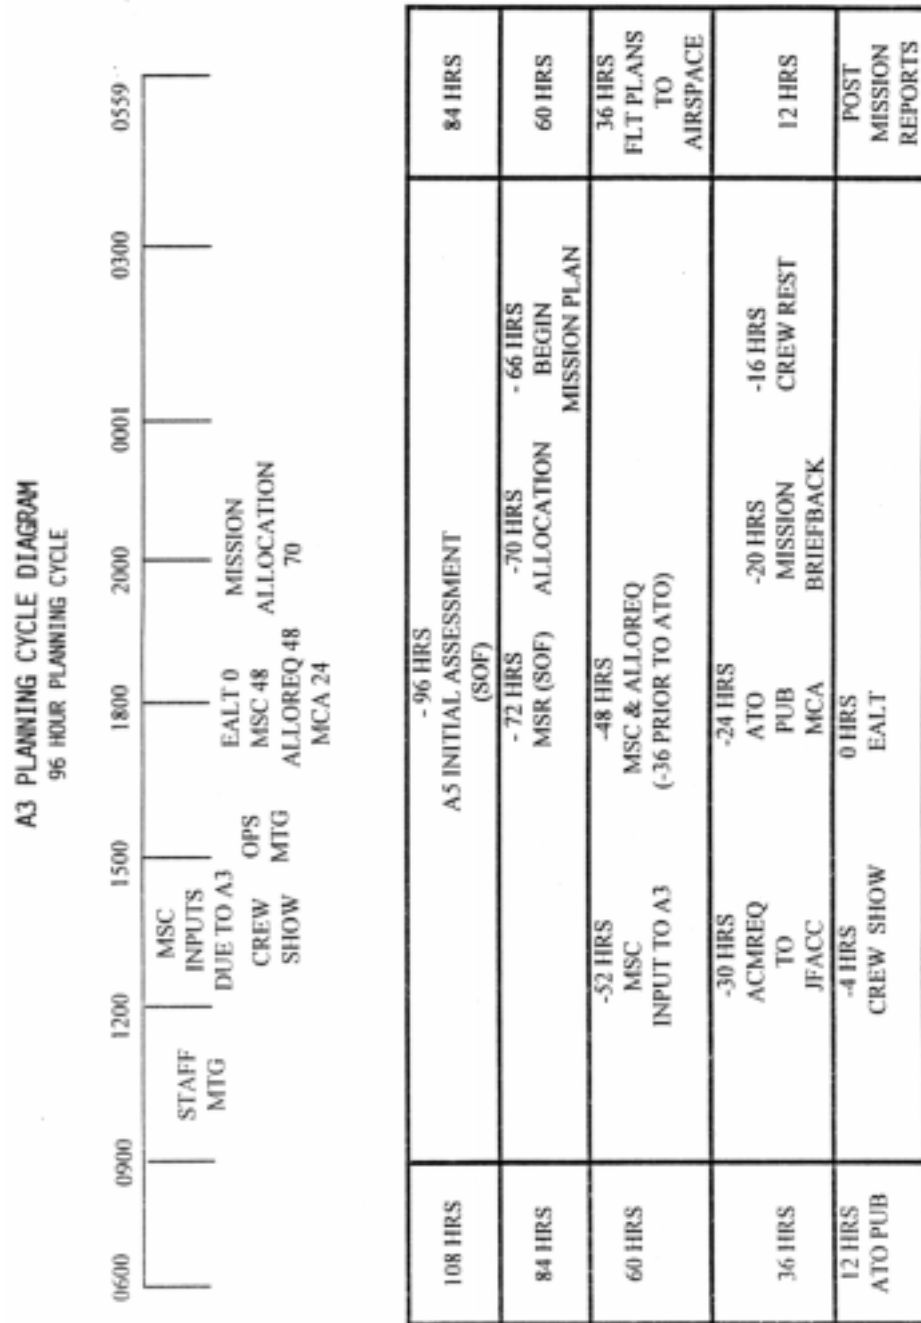 A3 PLANNING CYCLE DIAGRAM
96 HOUR PLANNING CYCLE
0600
0900
1200
1500
1800
2000
0001
0300
0559
STAFF
MTG
MSC
INPUTS
DUE TO A3
CREW
SHOW
OPS
MTG
EALT 0
MSC 48
ALLOREQ 48
MCA 24
MISSION
ALLOCATION
70
108 HRS
- 96 HRS
A5 INITIAL ASSESSMENT
(SOF)
84 HRS
84 HRS
- 72 HRS
MSR (SOF)
-70 HRS
ALLOCATION
- 66 HRS
BEGIN
MISSION PLAN
60 HRS
60 HRS
-52 HRS
MSC
INPUT TO A3
-48 HRS
MSC & ALLOREQ
(-36 PRIOR TO ATO)
36 HRS
FLT PLANS
TO
AIRSPACE
36 HRS
-30 HRS
ACMREQ
TO
JFACC
-24 HRS
ATO
PUB
MCA
-20 HRS
MISSION
BRIEFBACK
-16 HRS
CREW REST
12 HRS
12 HRS
ATO PUB
-4 HRS
CREW SHOW
0 HRS
EALT
POST
MISSION
REPORTS